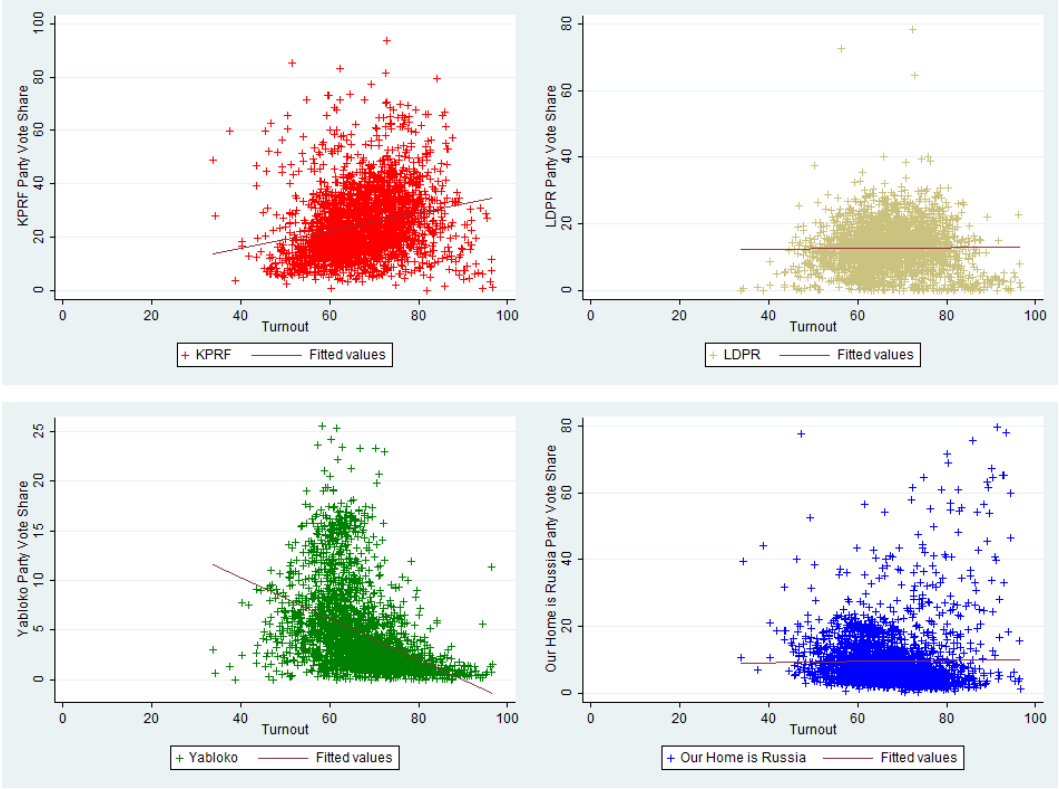 KPRF Party Vote Share
100
80
60
40
20
0
0 20 40 60 80 100
Turnout
KPRF Fitted values
LDPR Party Vote Share
80
60
40
20
0
0 20 40 60 80 100
Turnout
LDPR Fitted values
Yabloko Party Vote Share
25
20
15
10
5
0
0 20 40 60 80 100
Turnout
Yabloko Fitted values
Our Home is Russia Party Vote Share
80
60
40
20
0
0 20 40 60 80 100
Turnout
Our Home is Russia Fitted values